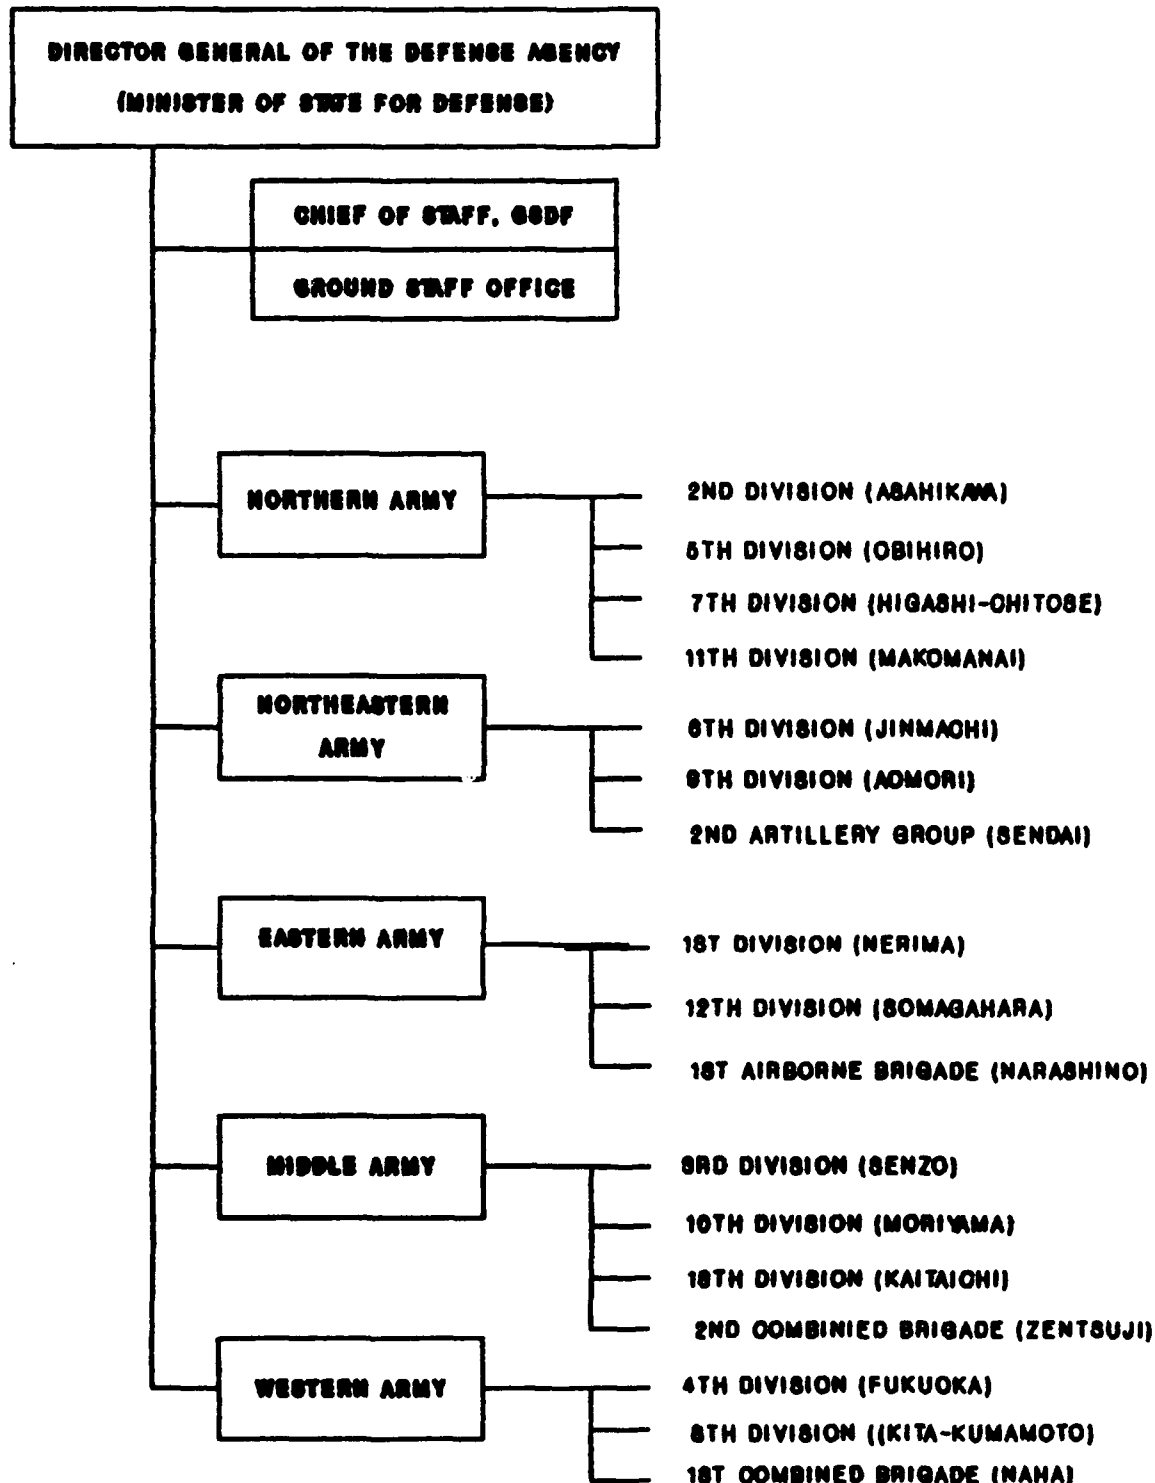 DIRECTOR GENERAL OF THE DEFENSE AGENCY
(MINISTER OF STATE FOR DEFENSE)
CHIEF OF STAFF, GSDF
GROUND STAFF OFFICE
NORTHERN ARMY
2ND DIVISION (ASAHIKAWA)
5TH DIVISION (OBIHIRO)
7TH DIVISION (HIGASHI-CHITOSE)
11TH DIVISION (MAKOMANAI)
NORTHEASTERN
ARMY
6TH DIVISION (JINMACHI)
9TH DIVISION (AOMORI)
2ND ARTILLERY GROUP (SENDAI)
EASTERN ARMY
1ST DIVISION (NERIMA)
12TH DIVISION (SOMAGAHARA)
1ST AIRBORNE BRIGADE (NARASHINO)
MIDDLE ARMY
3RD DIVISION (SENZO)
10TH DIVISION (MORIYAMA)
13TH DIVISION (KAITAICHI)
2ND COMBINIED BRIGADE (ZENTSUJI)
WESTERN ARMY
4TH DIVISION (FUKUOKA)
8TH DIVISION ((KITA-KUMAMOTO)
1ST COMBINED BRIGADE (NAHA)